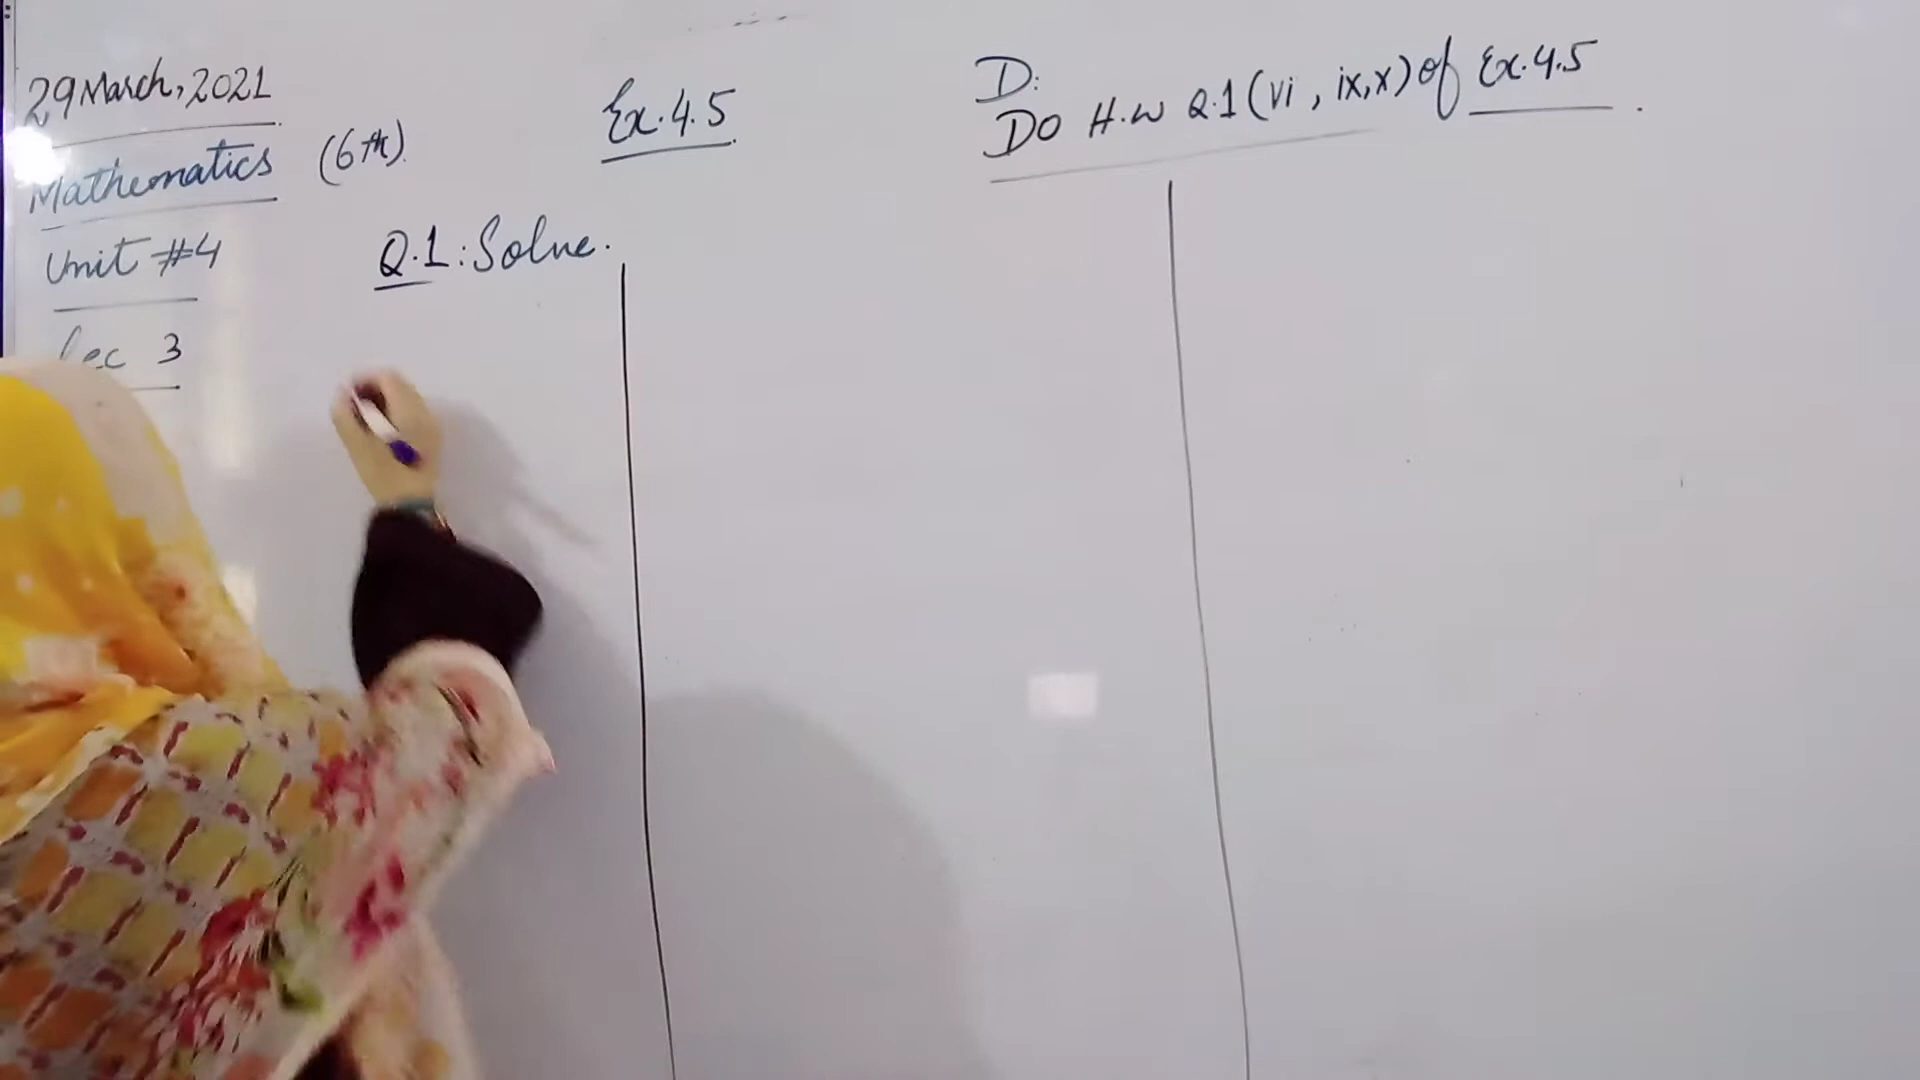 29 March, 2021
Mathematics (6th)
Unit #4
Lec 3
Ex. 4.5
Q.1: Solve.
D:
Do H.W Q.1 (vi, ix, x) of Ex. 4.5.